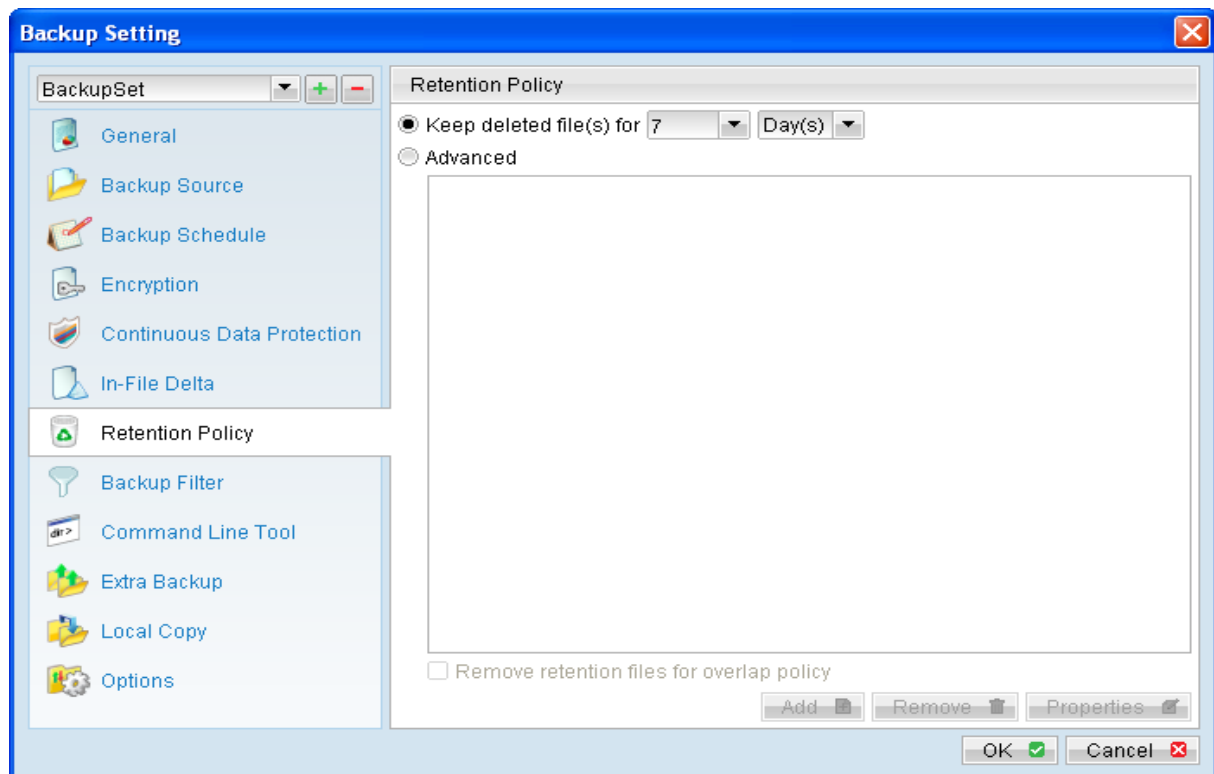 Backup Setting
BackupSet
General
Backup Source
Backup Schedule
Encryption
Continuous Data Protection
In-File Delta
Retention Policy
Backup Filter
dir>
Command Line Tool
Extra Backup
Local Copy
Options
Retention Policy
Keep deleted file(s) for 7 Day(s)
Advanced
Remove retention files for overlap policy
Add Remove Properties
OK Cancel